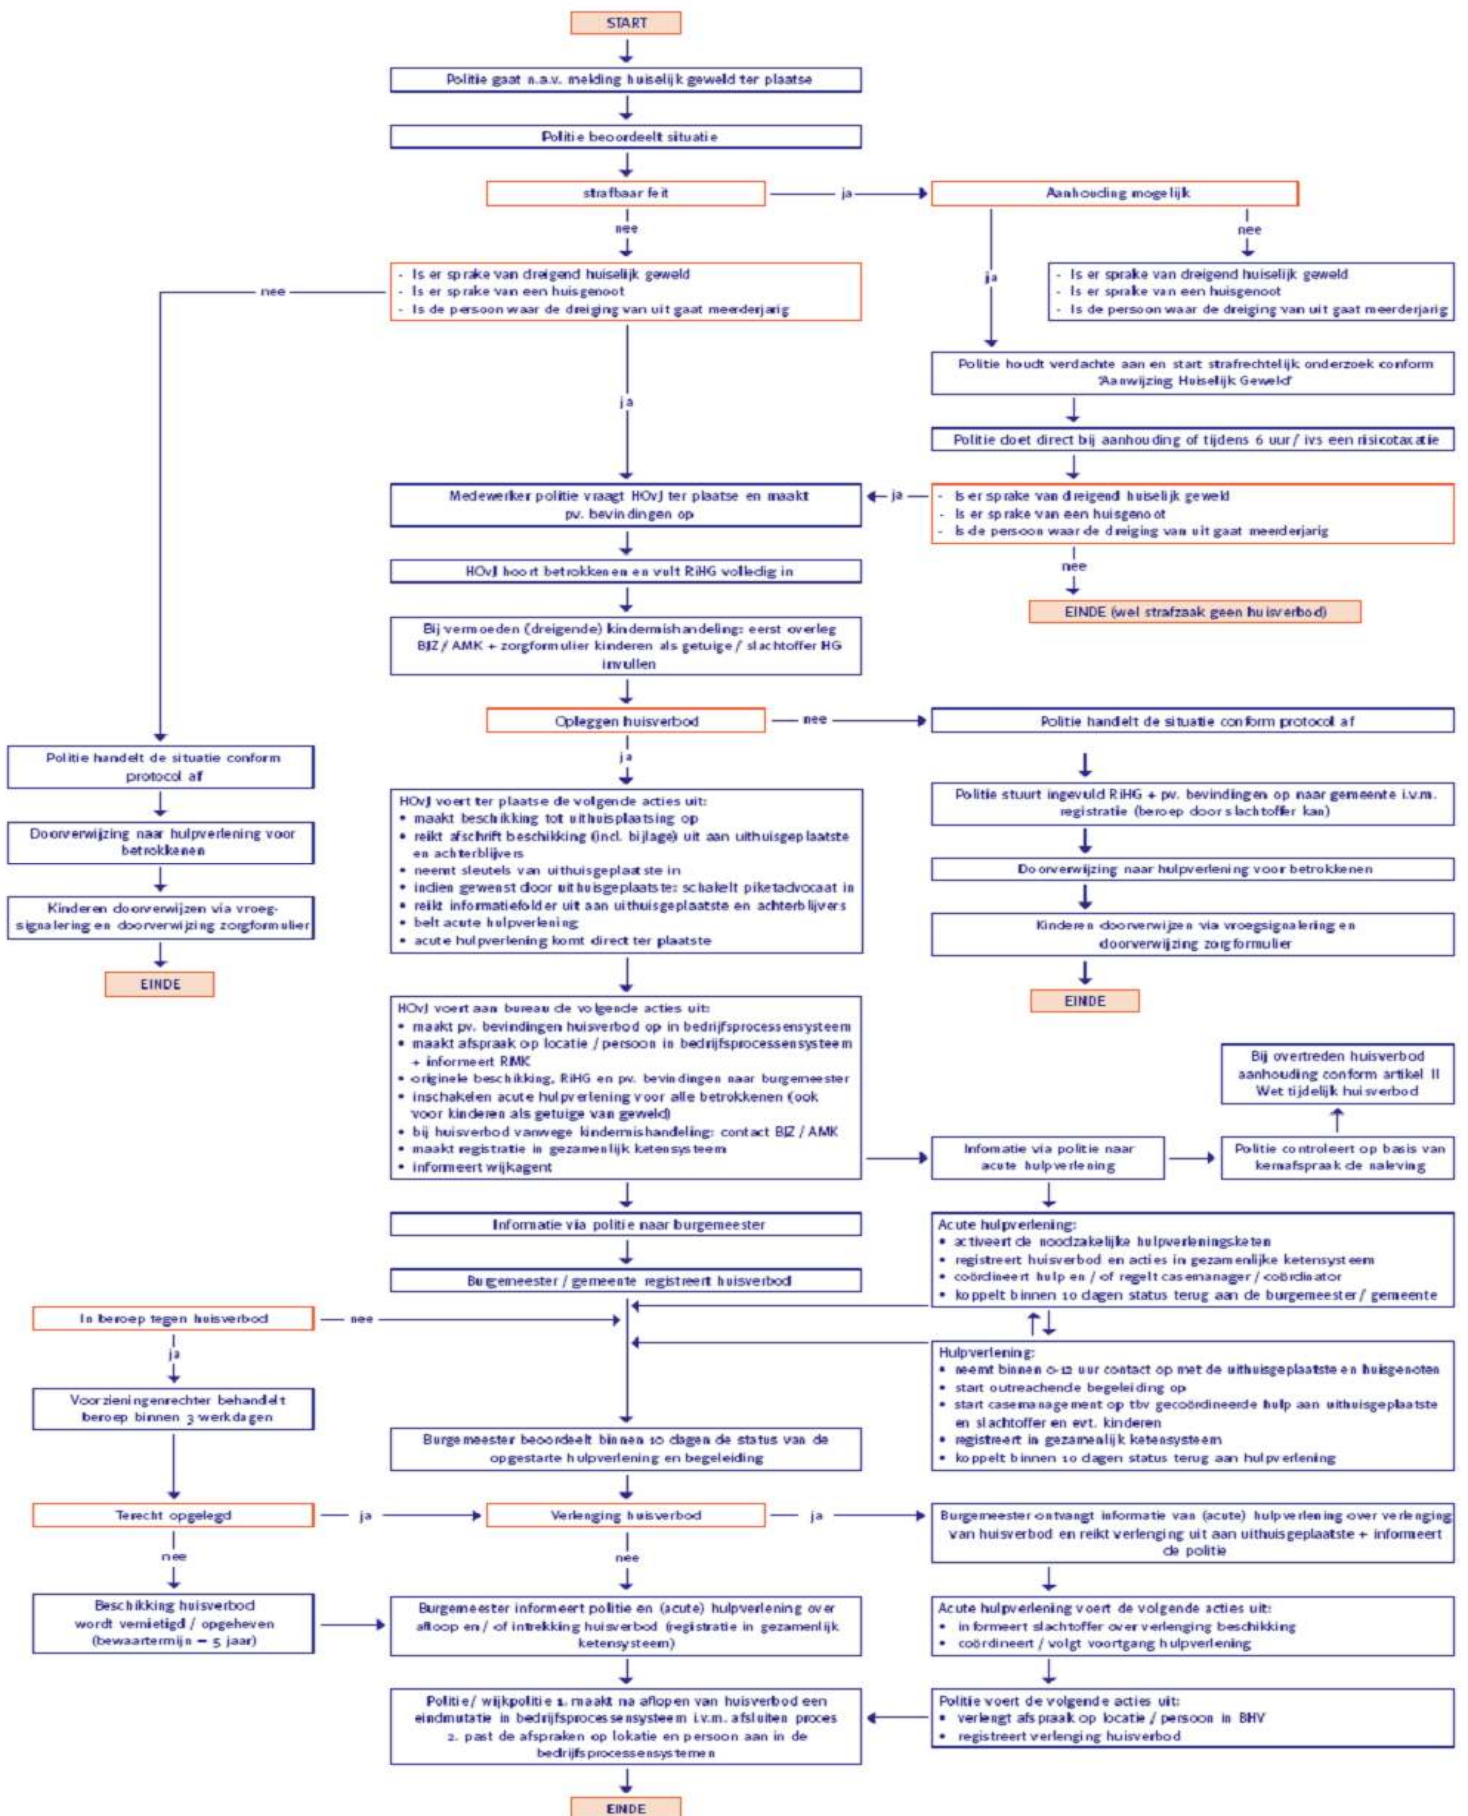 START
Politie gaat n.a.v. melding huiselijk geweld ter plaatse
Politie beoordeelt situatie
strafbaar feit
ja
Aanhouding mogelijk
nee
nee
ja
- Is er sprake van dreigend huiselijk geweld
- Is er sprake van een huisgenoot
- Is de persoon waar de dreiging van uit gaat meerderjarig
nee
- Is er sprake van dreigend huiselijk geweld
- Is er sprake van een huisgenoot
- Is de persoon waar de dreiging van uit gaat meerderjarig
Politie houdt verdachte aan en start strafrechtelijk onderzoek conform
'Aanwijzing Huiselijk Geweld'
ja
Politie doet direct bij aanhouding of tijdens 6 uur / ivs een risicotaxatie
Medewerker politie vraagt HOvJ ter plaatse en maakt
pv. bevindingen op
ja
- Is er sprake van dreigend huiselijk geweld
- Is er sprake van een huisgenoot
- Is de persoon waar de dreiging van uit gaat meerderjarig
nee
EINDE (wel strafzaak geen huisverbod)
HOvJ hoort betrokkenen en vult RiHG volledig in
Bij vermoeden (dreigende) kindermishandeling: eerst overleg
BJZ / AMK + zorgformulier kinderen als getuige / slachtoffer HG
invullen
Opleggen huisverbod
nee
Politie handelt de situatie conform protocol af
ja
Politie handelt de situatie conform
protocol af
Doorverwijzing naar hulpverlening voor
betrokkenen
Kinderen doorverwijzen via vroeg-
signalering en doorverwijzing zorgformulier
EINDE
HOvJ voert ter plaatse de volgende acties uit:
• maakt beschikking tot uithuisplaatsing op
• reikt afschrift beschikking (incl. bijlage) uit aan uithuisgeplaatste
en achterblijvers
• neemt sleutels van uithuisgeplaatste in
• indien gewenst door uithuisgeplaatste: schakelt piketadvocaat in
• reikt informatiefolder uit aan uithuisgeplaatste en achterblijvers
• belt acute hulpverlening
• acute hulpverlening komt direct ter plaatste
Politie stuurt ingevuld RiHG + pv. bevindingen op naar gemeente i.v.m.
registratie (beroep door slachtoffer kan)
Doorverwijzing naar hulpverlening voor betrokkenen
Kinderen doorverwijzen via vroegsignalering en
doorverwijzing zorgformulier
EINDE
HOvJ voert aan bureau de volgende acties uit:
• maakt pv. bevindingen huisverbod op in bedrijfsprocessensysteem
• maakt afspraak op locatie / persoon in bedrijfsprocessensysteem
+ informeert RMK
• originele beschikking, RiHG en pv. bevindingen naar burgemeester
• inschakelen acute hulpverlening voor alle betrokkenen (ook
voor kinderen als getuige van geweld)
• bij huisverbod vanwege kindermishandeling: contact BJZ / AMK
• maakt registratie in gezamenlijk ketensysteem
• informeert wijkagent
Bij overtreden huisverbod
aanhouding conform artikel II
Wet tijdelijk huisverbod
Infomatie via politie naar
acute hulpverlening
Politie controleert op basis van
kernafspraak de naleving
Informatie via politie naar burgemeester
Burgemeester / gemeente registreert huisverbod
Acute hulpverlening:
• activeert de noodzakelijke hulpverleningsketen
• registreert huisverbod en acties in gezamenlijke ketensysteem
• coördineert hulp en / of regelt casemanager / coördinator
• koppelt binnen 10 dagen status terug aan de burgemeester / gemeente
In beroep tegen huisverbod
nee
ja
Voorzieningenrechter behandelt
beroep binnen 3 werkdagen
Hulpverlening:
• neemt binnen 0-12 uur contact op met de uithuisgeplaatste en huisgenoten
• start outreachende begeleiding op
• start casemanagement op tbv gecoördineerde hulp aan uithuisgeplaatste
en slachtoffer en evt. kinderen
• registreert in gezamenlijk ketensysteem
• koppelt binnen 10 dagen status terug aan hulpverlening
Burgemeester beoordeelt binnen 10 dagen de status van de
opgestarte hulpverlening en begeleiding
Terecht opgelegd
ja
Verlenging huisverbod
ja
Burgemeester ontvangt informatie van (acute) hulpverlening over verlenging
van huisverbod en reikt verlenging uit aan uithuisgeplaatste + informeert
de politie
nee
nee
Beschikking huisverbod
wordt vernietigd / opgeheven
(bewaartermijn = 5 jaar)
Burgemeester informeert politie en (acute) hulpverlening over
afloop en / of intrekking huisverbod (registratie in gezamenlijk
ketensysteem)
Acute hulpverlening voert de volgende acties uit:
• informeert slachtoffer over verlenging beschikking
• coördineert / volgt voortgang hulpverlening
Politie / wijkpolitie 1. maakt na aflopen van huisverbod een
eindmutatie in bedrijfsprocessensysteem i.v.m. afsluiten proces
2. past de afspraken op lokatie en persoon aan in de
bedrijfsprocessensystemen
Politie voert de volgende acties uit:
• verlengt afspraak op locatie / persoon in BHV
• registreert verlenging huisverbod
EINDE